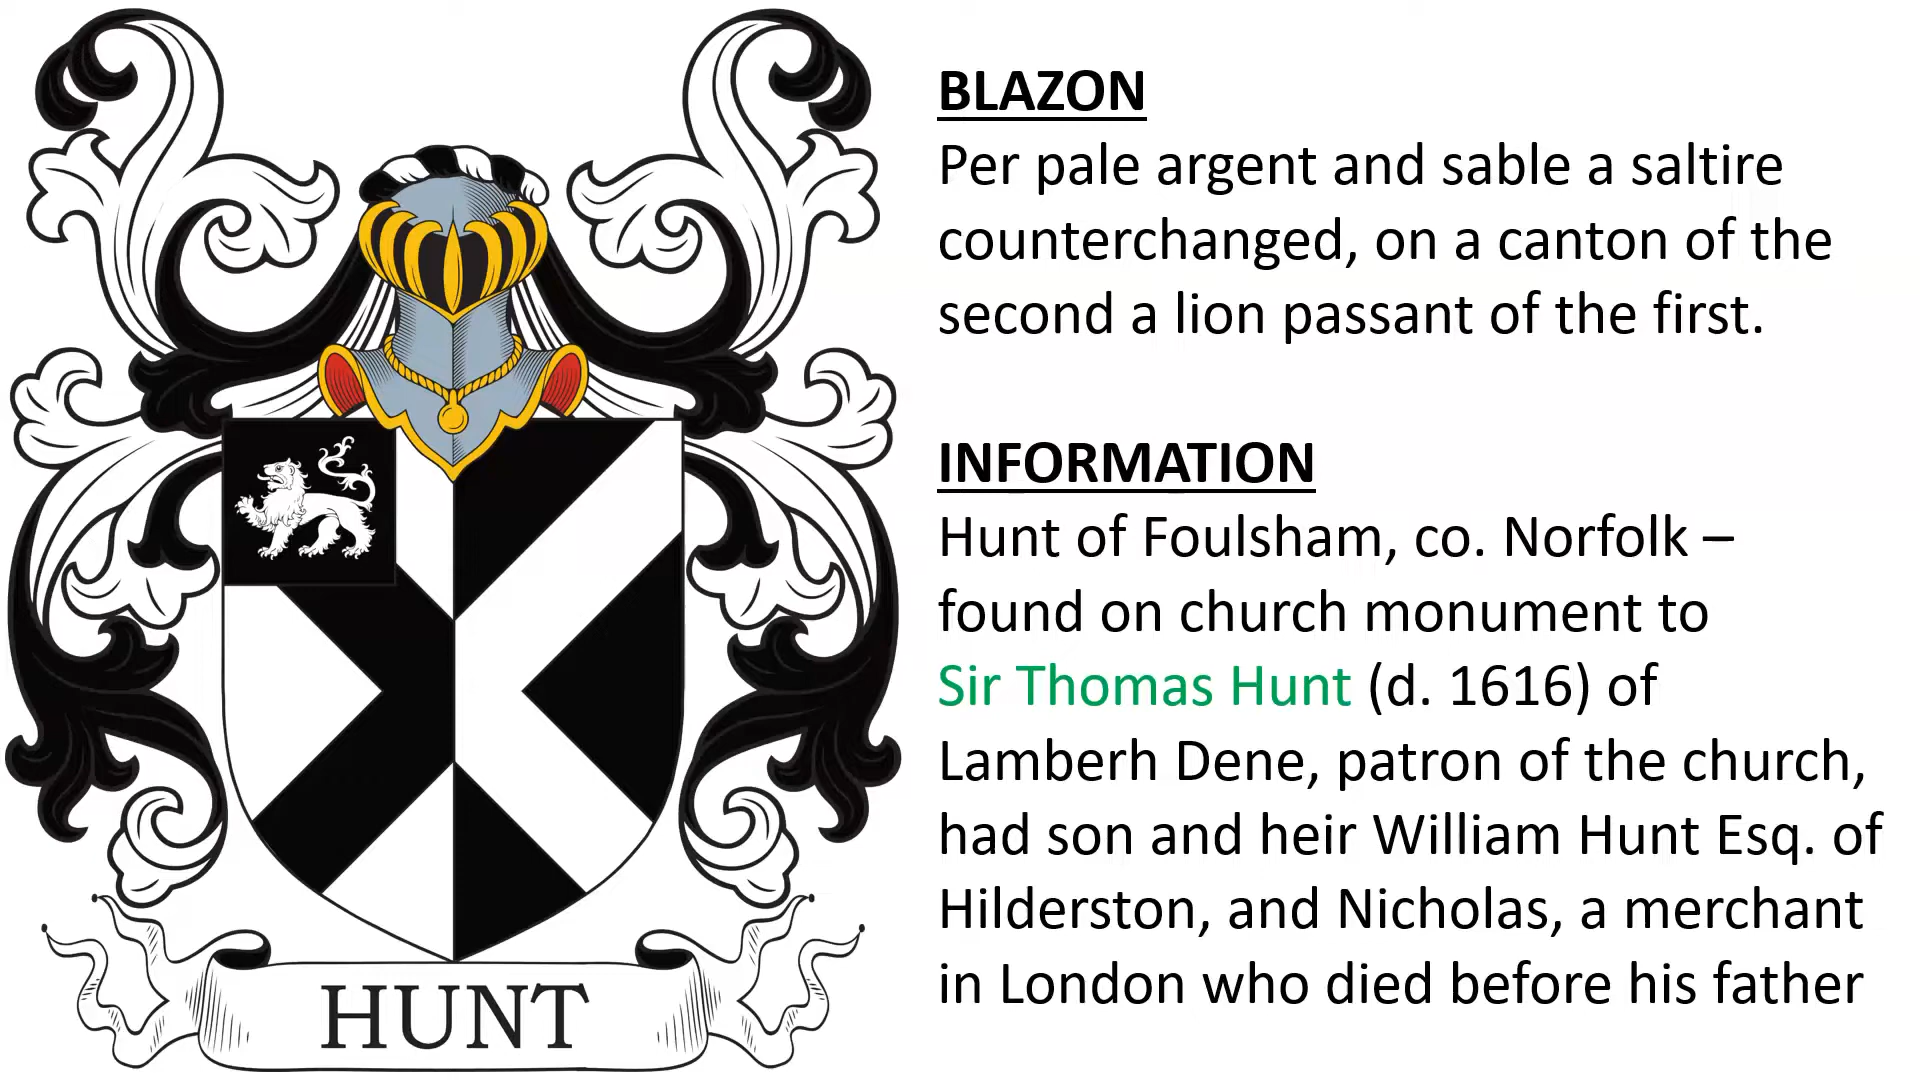 BLAZON
Per pale argent and sable a saltire
counterchanged, on a canton of the
second a lion passant of the first.
INFORMATION
Hunt of Foulsham, co. Norfolk –
found on church monument to
Sir Thomas Hunt (d. 1616) of
Lamberh Dene, patron of the church,
had son and heir William Hunt Esq. of
Hilderston, and Nicholas, a merchant
in London who died before his father
HUNT